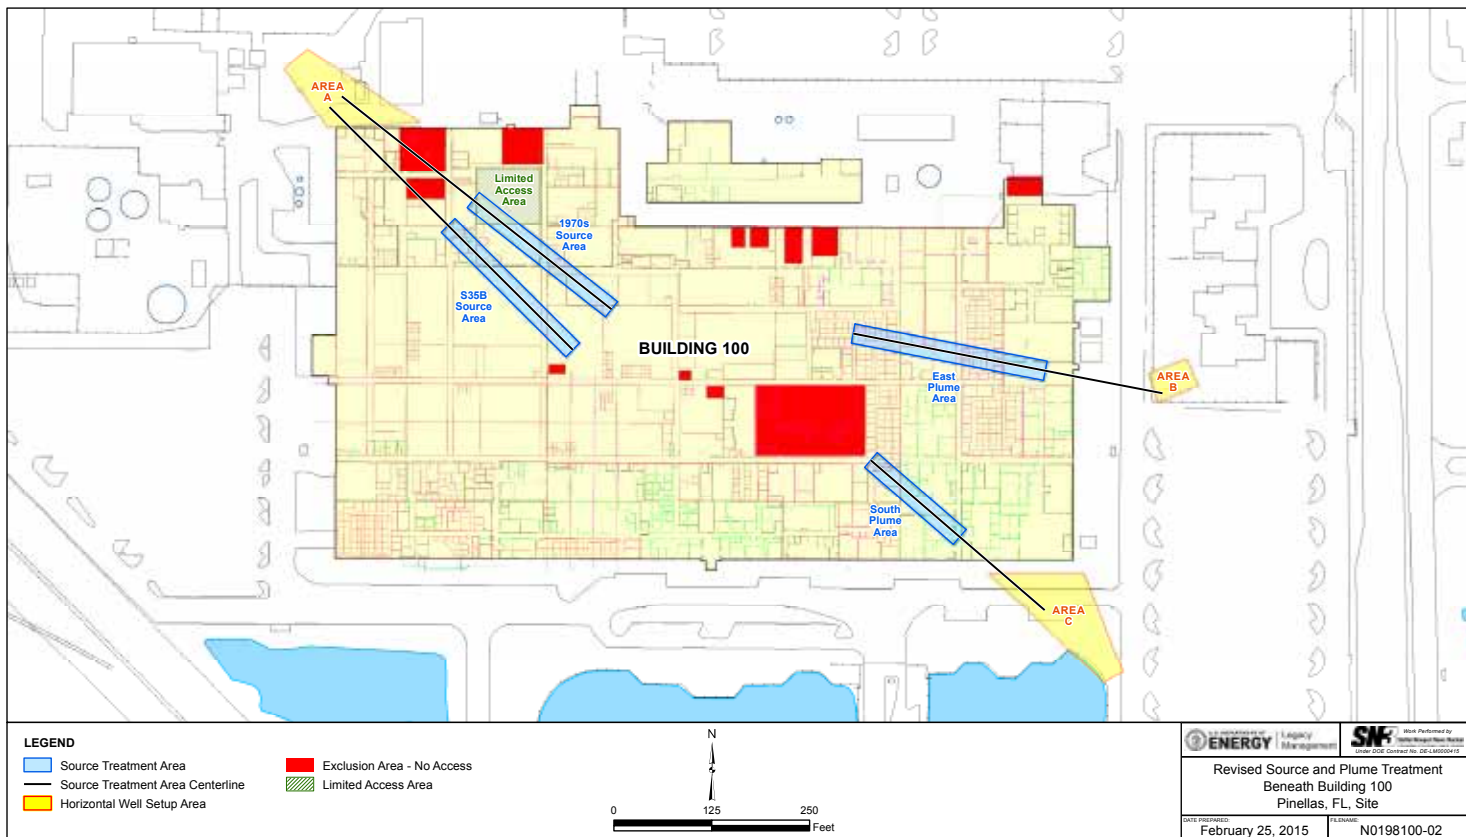 AREA
A
Limited
Access
Area
1970s
Source
Area
S35B
Source
Area
BUILDING 100
East
Plume
Area
AREA
B
South
Plume
Area
AREA
C
LEGEND
Source Treatment Area
Source Treatment Area Centerline
Horizontal Well Setup Area
Exclusion Area - No Access
Limited Access Area
N
0 125 250
Feet
U.S. DEPARTMENT OF
ENERGY
Legacy
Management
Work Performed by
Under DOE Contract No. DE-LM0000415
Revised Source and Plume Treatment
Beneath Building 100
Pinellas, FL, Site
DATE PREPARED:
February 25, 2015
FILENAME:
N0198100-02